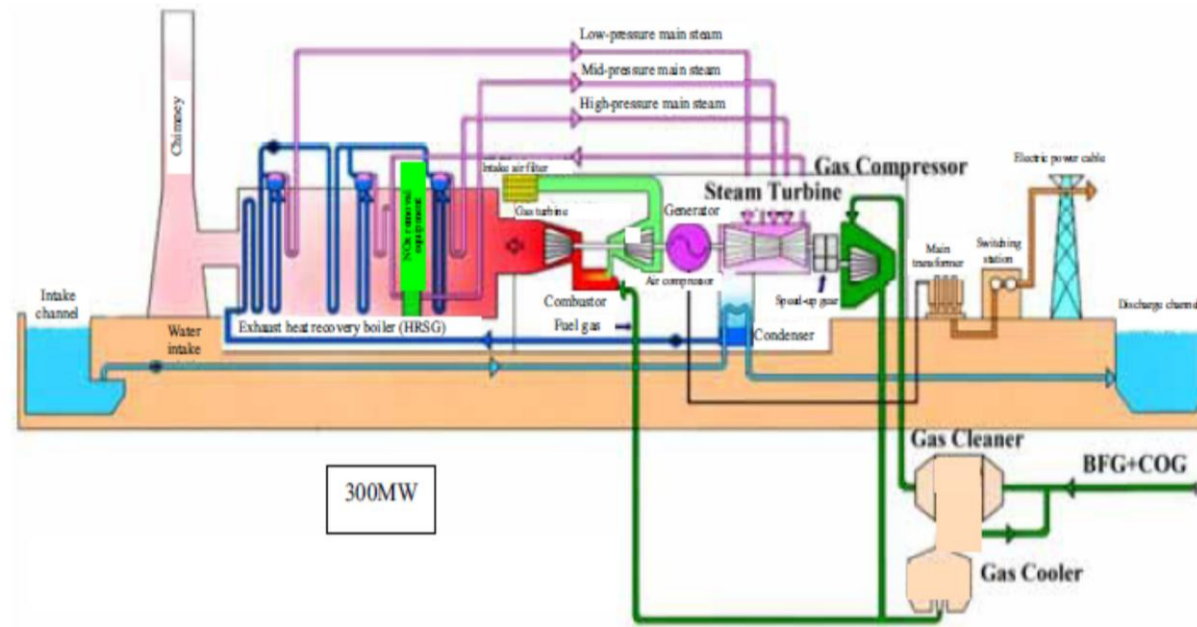 Low-pressure main steam
Mid-pressure main steam
High-pressure main steam
Chimney
Intake air filter
Gas Compressor
Electric power cable
Steam Turbine
NOx removal
equipment
Gas turbine
Generator
Main
transformer
Switching
station
Air compressor
Speed-up gear
Intake
channel
Combustor
Discharge channel
Exhaust heat recovery boiler (HRSG)
Fuel gas
Condenser
Water
intake
Gas Cleaner
BFG+COG
300MW
Gas Cooler